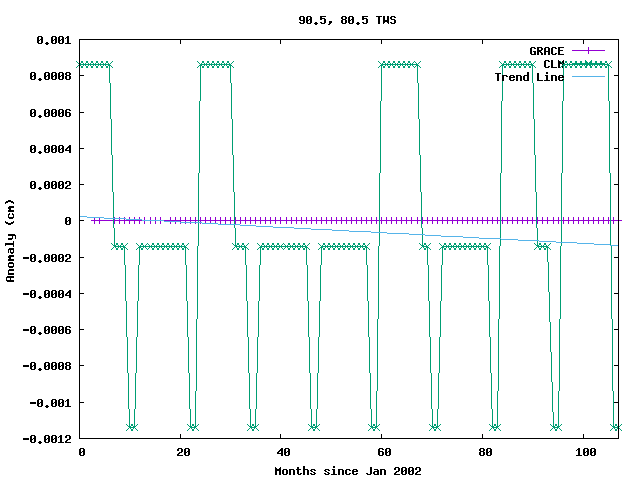 90.5, 80.5 TWS
GRACE
CLM
Trend Line
0.001
0.0008
0.0006
0.0004
0.0002
0
-0.0002
-0.0004
-0.0006
-0.0008
-0.001
-0.0012
Anomaly (cm)
0 20 40 60 80 100
Months since Jan 2002